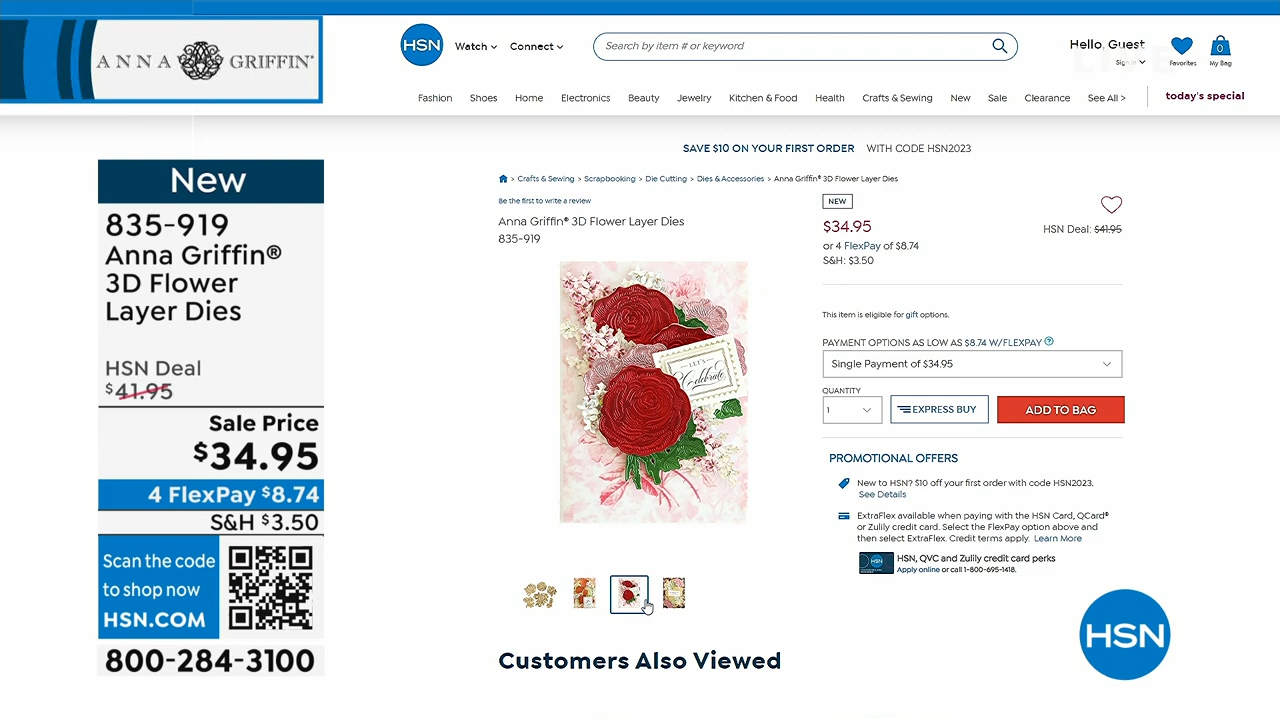 ANNA GRIFFIN®
HSN
Watch
Connect
Search by item # or keyword
Hello, Guest
Sign In
Favorites
0
My Bag
Fashion Shoes Home Electronics Beauty Jewelry Kitchen & Food Health Crafts & Sewing New Sale Clearance See All >
today's special
SAVE $10 ON YOUR FIRST ORDER WITH CODE HSN2023
> Crafts & Sewing > Scrapbooking > Die Cutting > Dies & Accessories > Anna Griffin® 3D Flower Layer Dies
Be the first to write a review
Anna Griffin® 3D Flower Layer Dies
835-919
LET'S
Celebrate
NEW
$34.95
HSN Deal: $41.95
or 4 FlexPay of $8.74
S&H: $3.50
This item is eligible for gift options.
PAYMENT OPTIONS AS LOW AS $8.74 W/FLEXPAY ?
Single Payment of $34.95
QUANTITY
1
EXPRESS BUY
ADD TO BAG
PROMOTIONAL OFFERS
New to HSN? $10 off your first order with code HSN2023.
See Details
ExtraFlex available when paying with the HSN Card, QCard®
or Zulily credit card. Select the FlexPay option above and
then select ExtraFlex. Credit terms apply. Learn More
HSN
HSN, QVC and Zulily credit card perks
Apply online or call 1-800-695-1418.
Customers Also Viewed
HSN
New
835-919
Anna Griffin®
3D Flower
Layer Dies
HSN Deal
$41.95
Sale Price
$34.95
4 FlexPay $8.74
S&H $3.50
Scan the code
to shop now
HSN.COM
800-284-3100